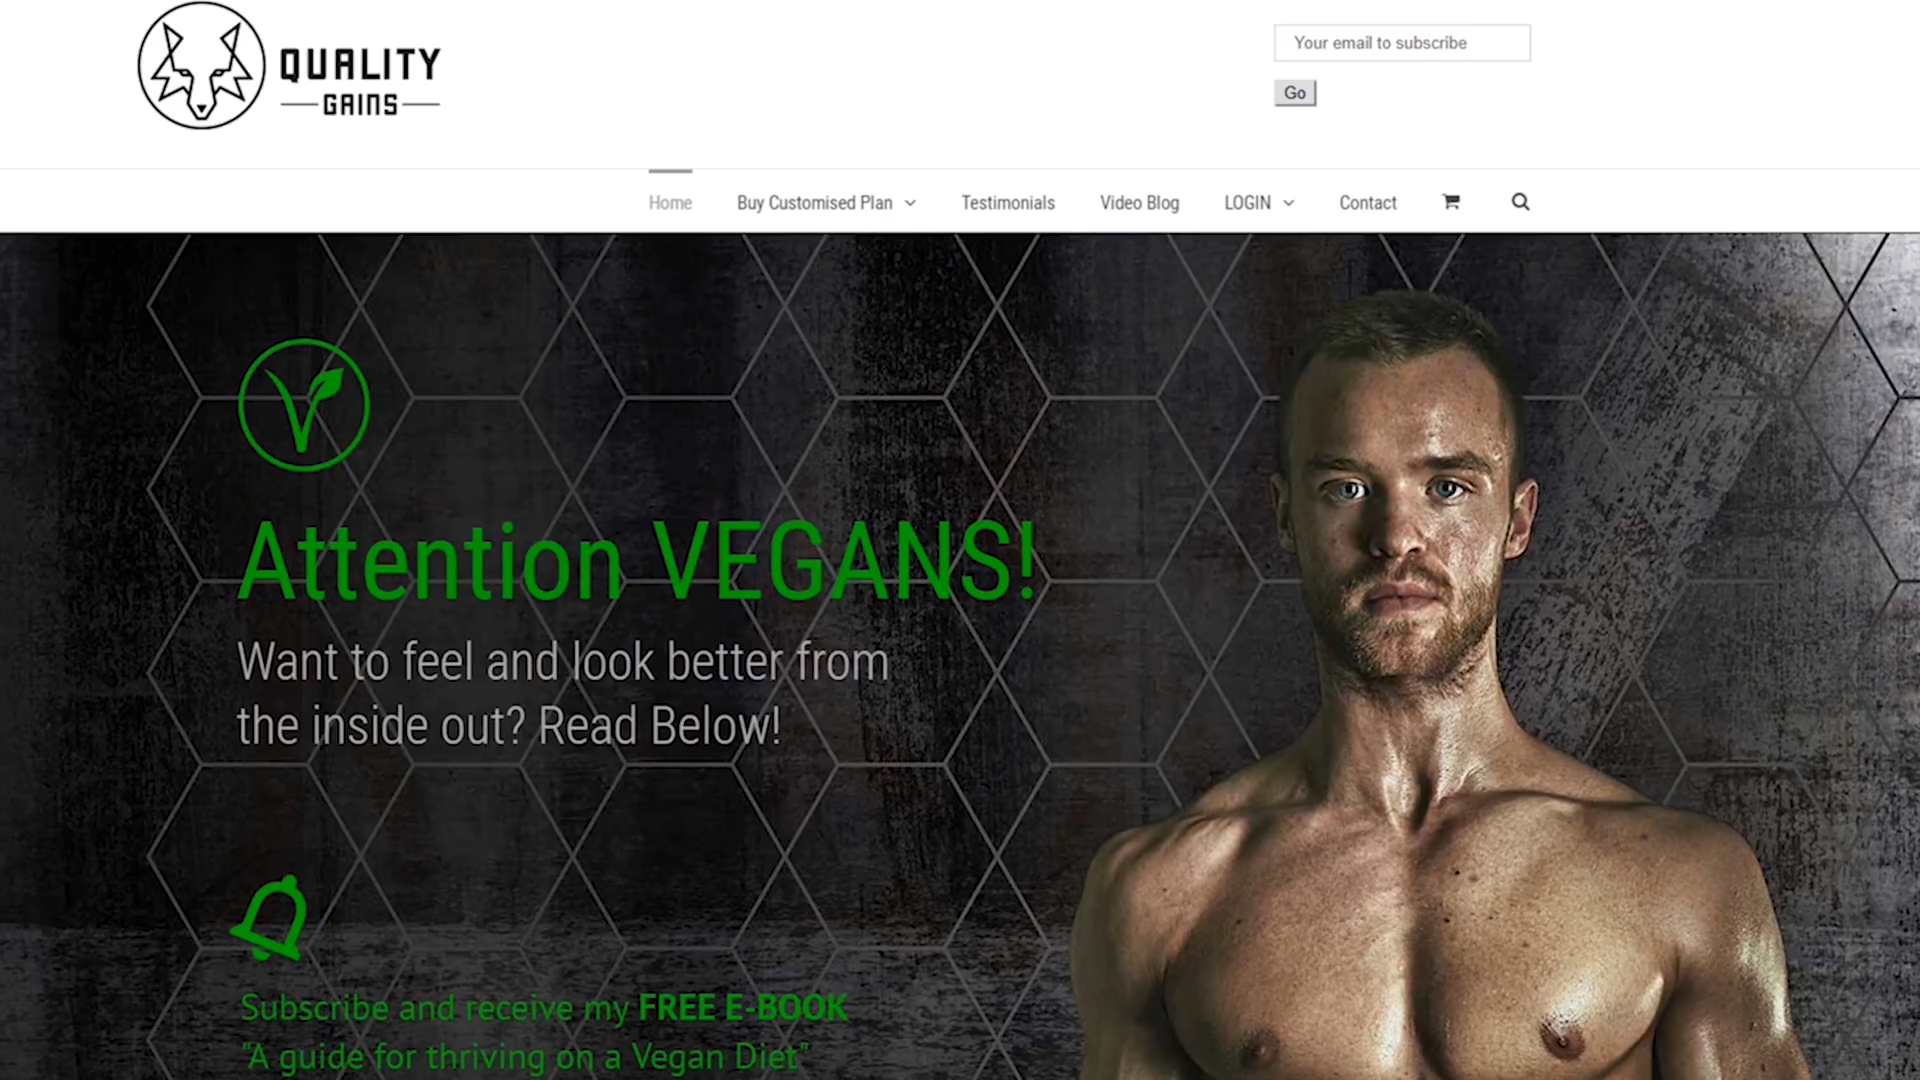 QUALITY
GAINS
Your email to subscribe
Go
Home Buy Customised Plan Testimonials Video Blog LOGIN Contact
Attention VEGANS!
Want to feel and look better from
the inside out? Read Below!
Subscribe and receive my FREE E-BOOK
"A guide for thriving on a Vegan Diet"